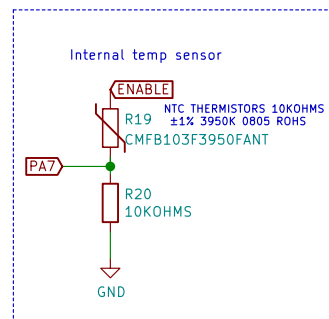 Internal temp sensor
ENABLE
NTC THERMISTORS 10KOHMS
±1% 3950K 0805 ROHS
R19
CMFB103F3950FANT
PA7
R20
10KOHMS
GND